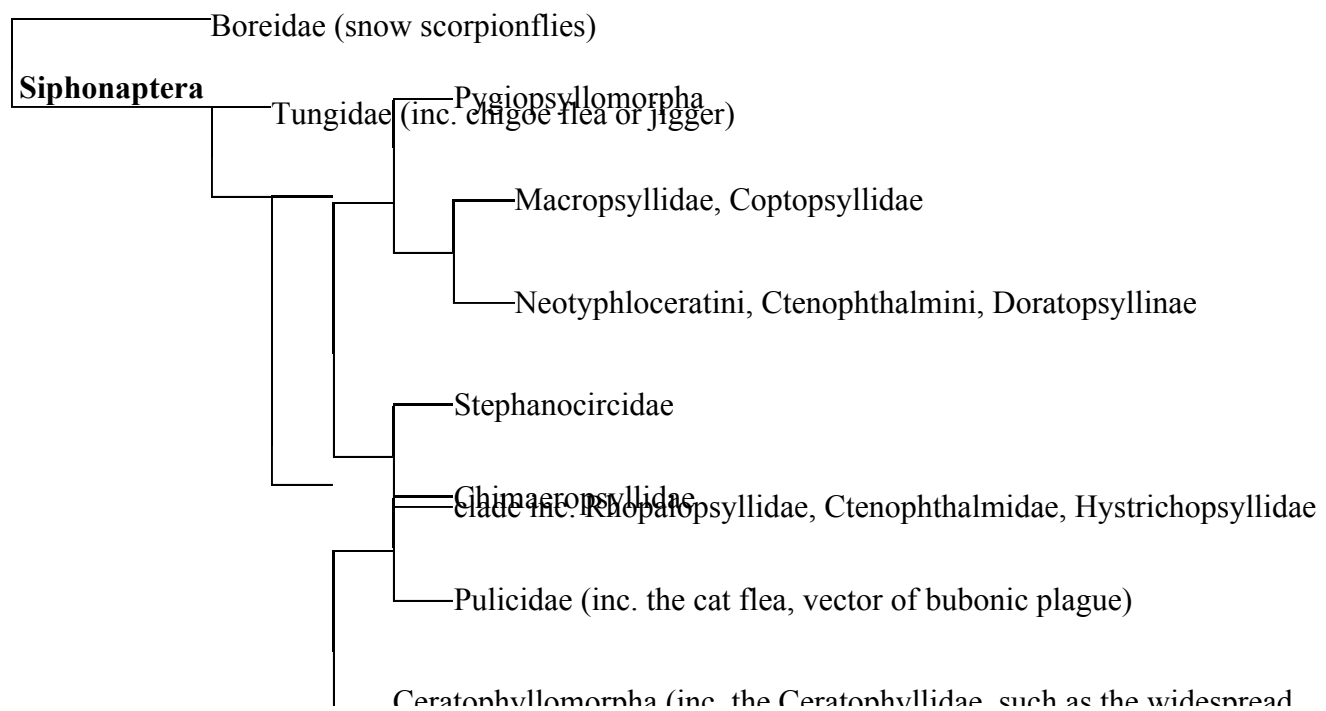 Boreidae (snow scorpionflies)
Siphonaptera
Pygiopsyllomorpha
Tungidae (inc. chigoe flea or jigger)
Macropsyllidae, Coptopsyllidae
Neotyphloceratini, Ctenophthalmini, Doratopsyllinae
Stephanocircidae
Chimaeropsyllidae
clade inc. Rhopalopsyllidae, Ctenophthalmidae, Hystrichopsyllidae
Pulicidae (inc. the cat flea, vector of bubonic plague)
Ceratophyllomorpha (inc. the Ceratophyllidae, such as the widespread